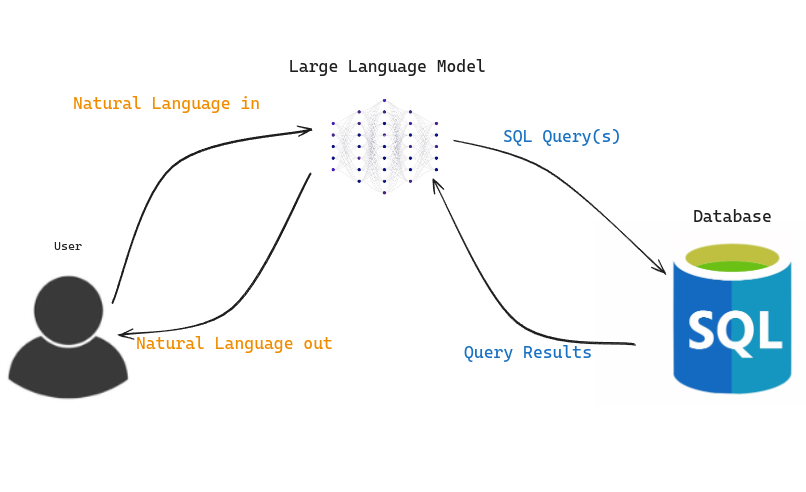 Large Language Model
Natural Language in
SQL Query(s)
Database
User
SQL
Natural Language out
Query Results